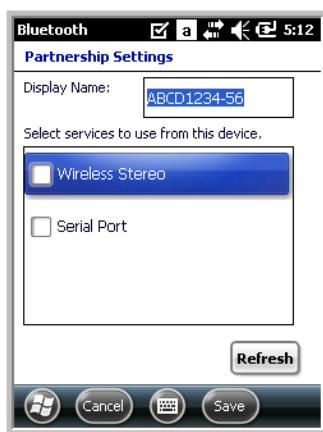 Bluetooth a 5:12
Partnership Settings
Display Name: ABCD1234-56
Select services to use from this device.
Wireless Stereo
Serial Port
Refresh
Cancel Save